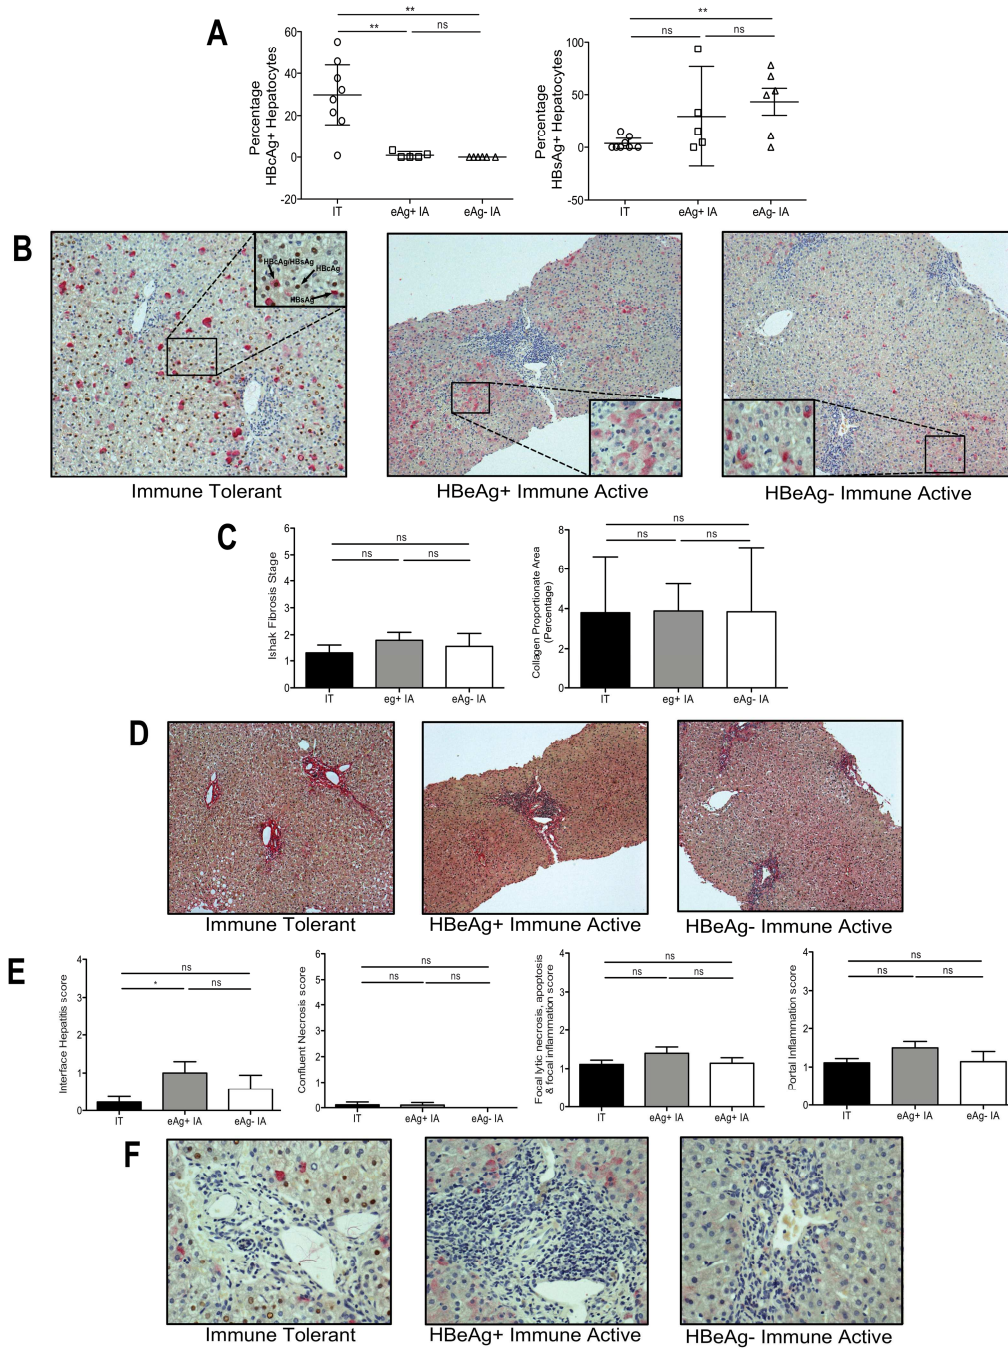 A
Percentage
HBcAg+ Hepatocytes
60
40
20
0
-20
**
**
ns
IT
eAg+ IA
eAg- IA
Percentage
HBsAg+ Hepatocytes
100
50
0
-50
**
ns
ns
IT
eAg+ IA
eAg- IA
B
HBcAg/HBsAg
HBcAg
HBsAg
Immune Tolerant
HBeAg+ Immune Active
HBeAg- Immune Active
C
Ishak Fibrosis Stage
6
5
4
3
2
1
0
ns
ns
ns
IT
eg+ IA
eAg- IA
Collagen Proportionate Area
(Percentage)
8
6
4
2
0
ns
ns
ns
IT
eg+ IA
eAg- IA
D
Immune Tolerant
HBeAg+ Immune Active
HBeAg- Immune Active
E
Interface Hepatitis score
4
3
2
1
0
ns
*
ns
IT
eAg+ IA
eAg- IA
Confluent Necrosis score
6
5
4
3
2
1
0
ns
ns
ns
IT
eAg+ IA
eAg- IA
Focal lytic necrosis, apoptosis
& focal inflamation score
4
3
2
1
0
ns
ns
ns
IT
eAg+ IA
eAg+ IA
Portal Inflamation score
4
3
2
1
0
ns
ns
ns
IT
eAg+ IA
eAg- IA
F
Immune Tolerant
HBeAg+ Immune Active
HBeAg- Immune Active